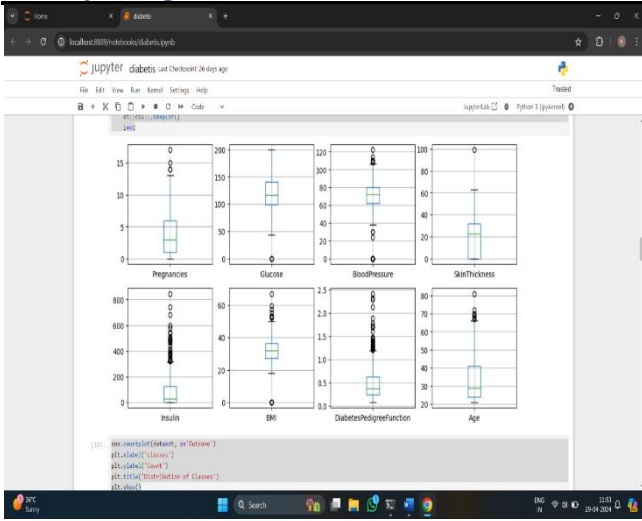 Home
diabetis
localhost:8889/notebooks/diabetis.ipynb
jupyter diabetis Last Checkpoint: 26 days ago
File Edit View Run Kernel Settings Help
Trusted
Code
JupyterLab
Python 3 (ipykernel)
15
10
5
0
Pregnancies
200
150
100
50
0
Glucose
120
100
80
60
40
20
0
BloodPressure
100
80
60
40
20
0
SkinThickness
800
600
400
200
0
Insulin
60
40
20
0
BMI
2.5
2.0
1.5
1.0
0.5
0.0
DiabetesPedigreeFunction
80
70
60
50
40
30
20
Age
plt.xlabel('classes')
plt.ylabel('Count')
plt.title('Distribution of Classes')
plt.show()
Sunny
Search
ENG
IN
11:51
29-04-2024